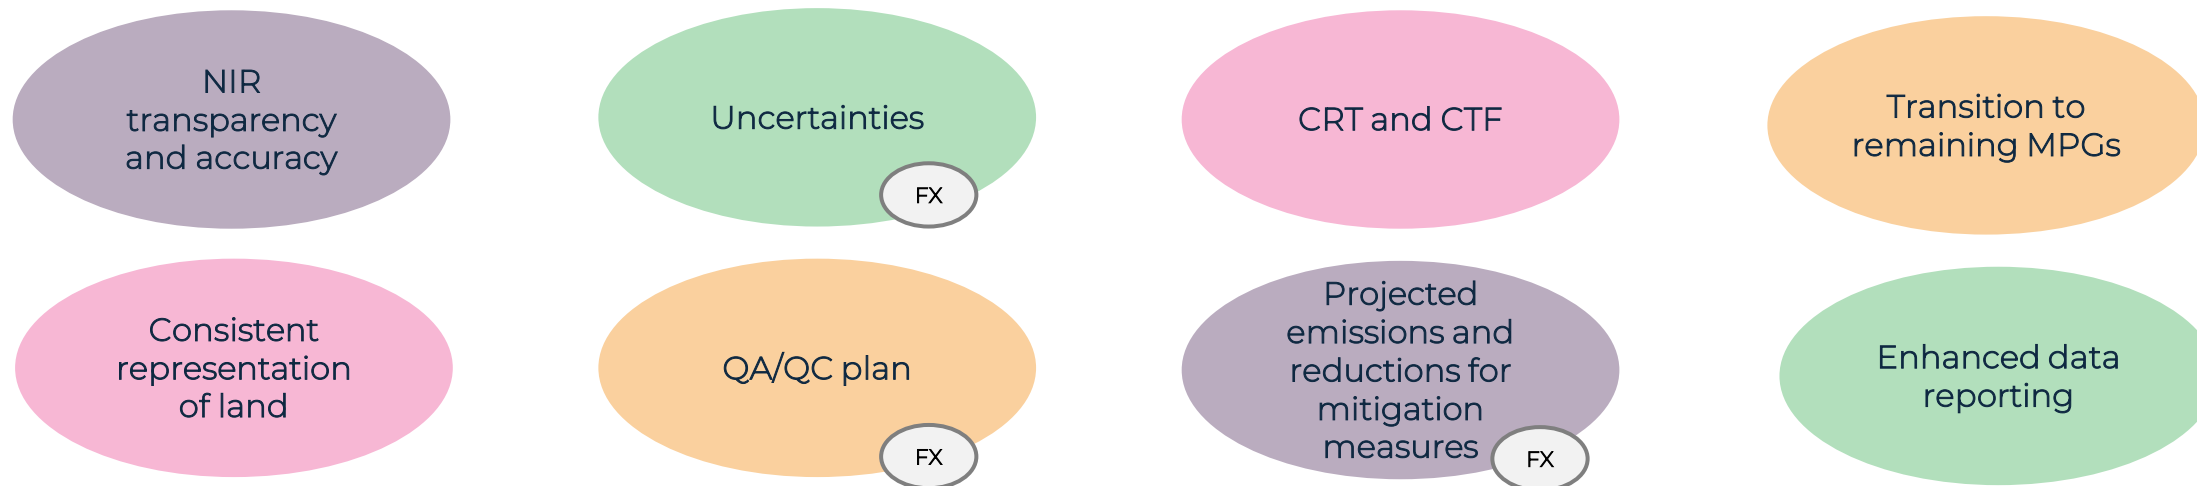 NIR
transparency
and accuracy
Uncertainties
FX
CRT and CTF
Transition to
remaining MPGs
Consistent
representation
of land
QA/QC plan
FX
Projected
emissions and
reductions for
mitigation
measures
FX
Enhanced data
reporting